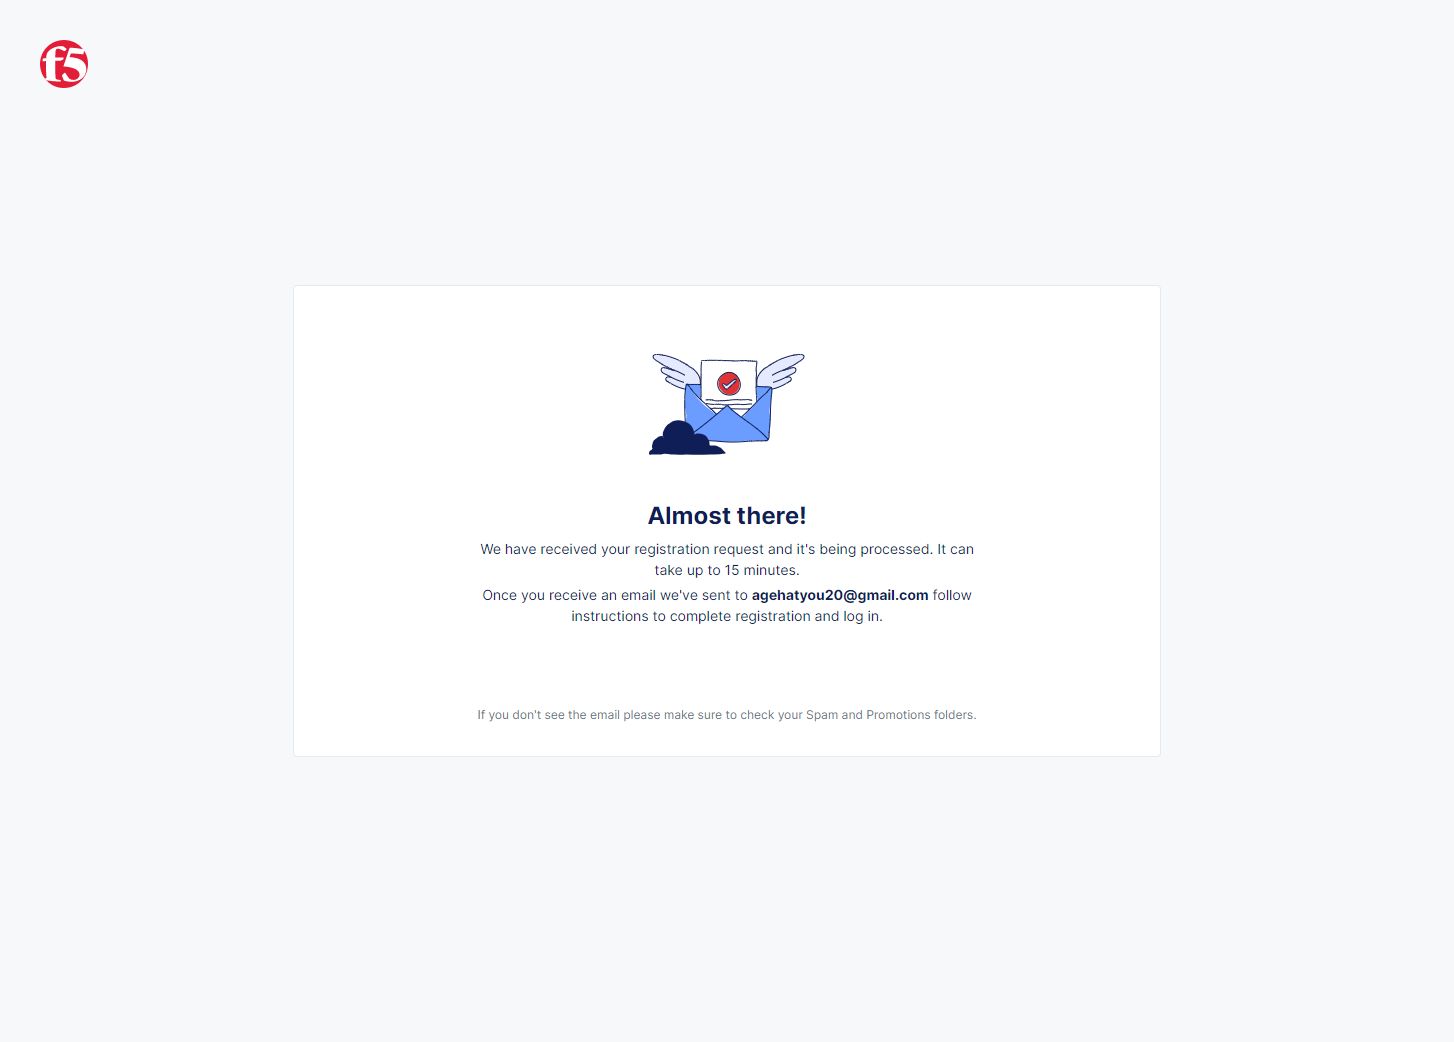 f5
Almost there!
We have received your registration request and it's being processed. It can
take up to 15 minutes.
Once you receive an email we've sent to agehatyou20@gmail.com follow
instructions to complete registration and log in.
If you don't see the email please make sure to check your Spam and Promotions folders.